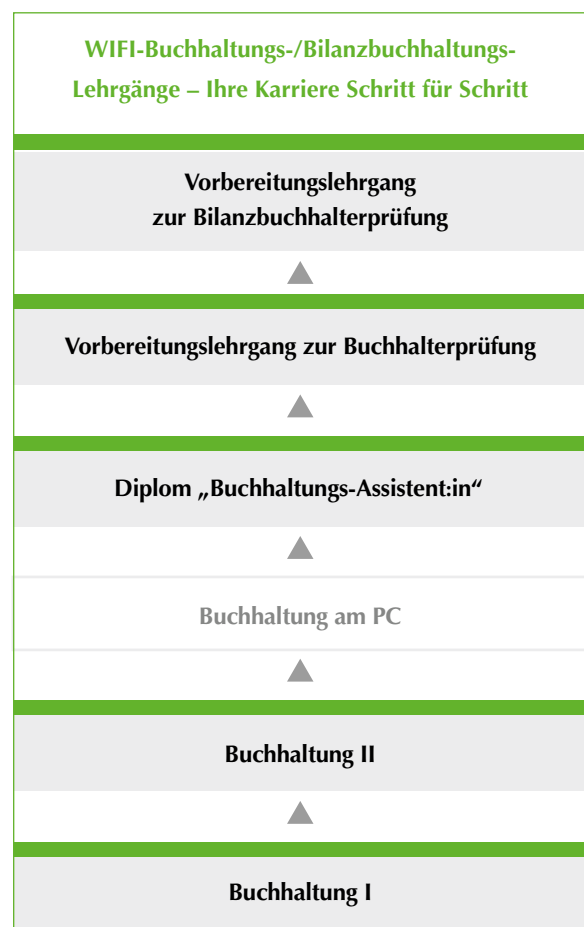 WIFI-Buchhaltungs-/Bilanzbuchhaltungs-
Lehrgänge – Ihre Karriere Schritt für Schritt
Vorbereitungslehrgang
zur Bilanzbuchhalterprüfung
Vorbereitungslehrgang zur Buchhalterprüfung
Diplom „Buchhaltungs-Assistent:in“
Buchhaltung am PC
Buchhaltung II
Buchhaltung I